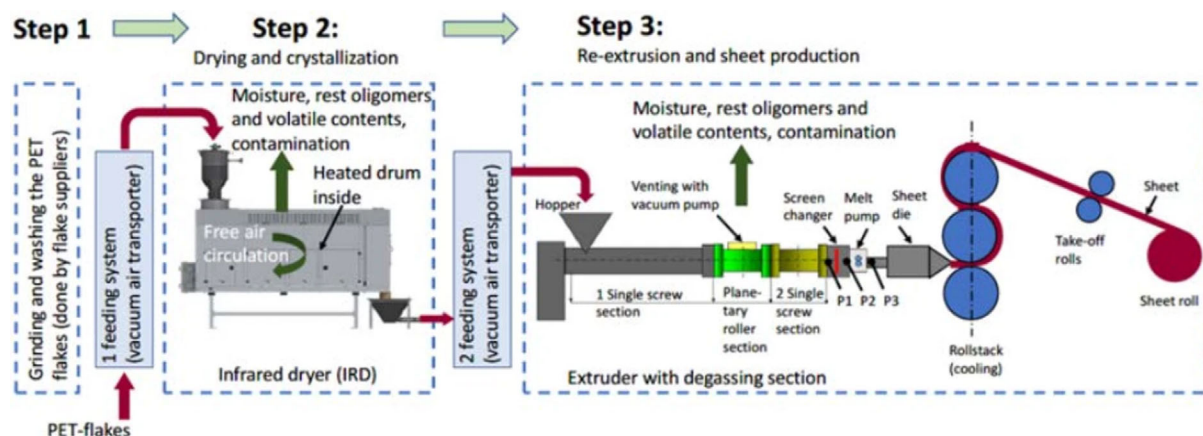 Step 1
Step 2:
Drying and crystallization
Step 3:
Re-extrusion and sheet production
Grinding and washing the PET
flakes (done by flake suppliers)
1 feeding system
(vacuum air transporter)
PET-flakes
Moisture, rest oligomers
and volatile contents,
contamination
Heated drum
inside
Free air
circulation
Infrared dryer (IRD)
2 feeding system
(vacuum air transporter)
Moisture, rest oligomers and
volatile contents, contamination
Hopper
Venting with
vacuum pump
Screen
changer
Melt
pump
Sheet
die
P1
P2
P3
1 Single screw
section
Plane-
tary
roller
section
2 Single
screw
section
Extruder with degassing section
Rollstack
(cooling)
Take-off
rolls
Sheet
Sheet roll